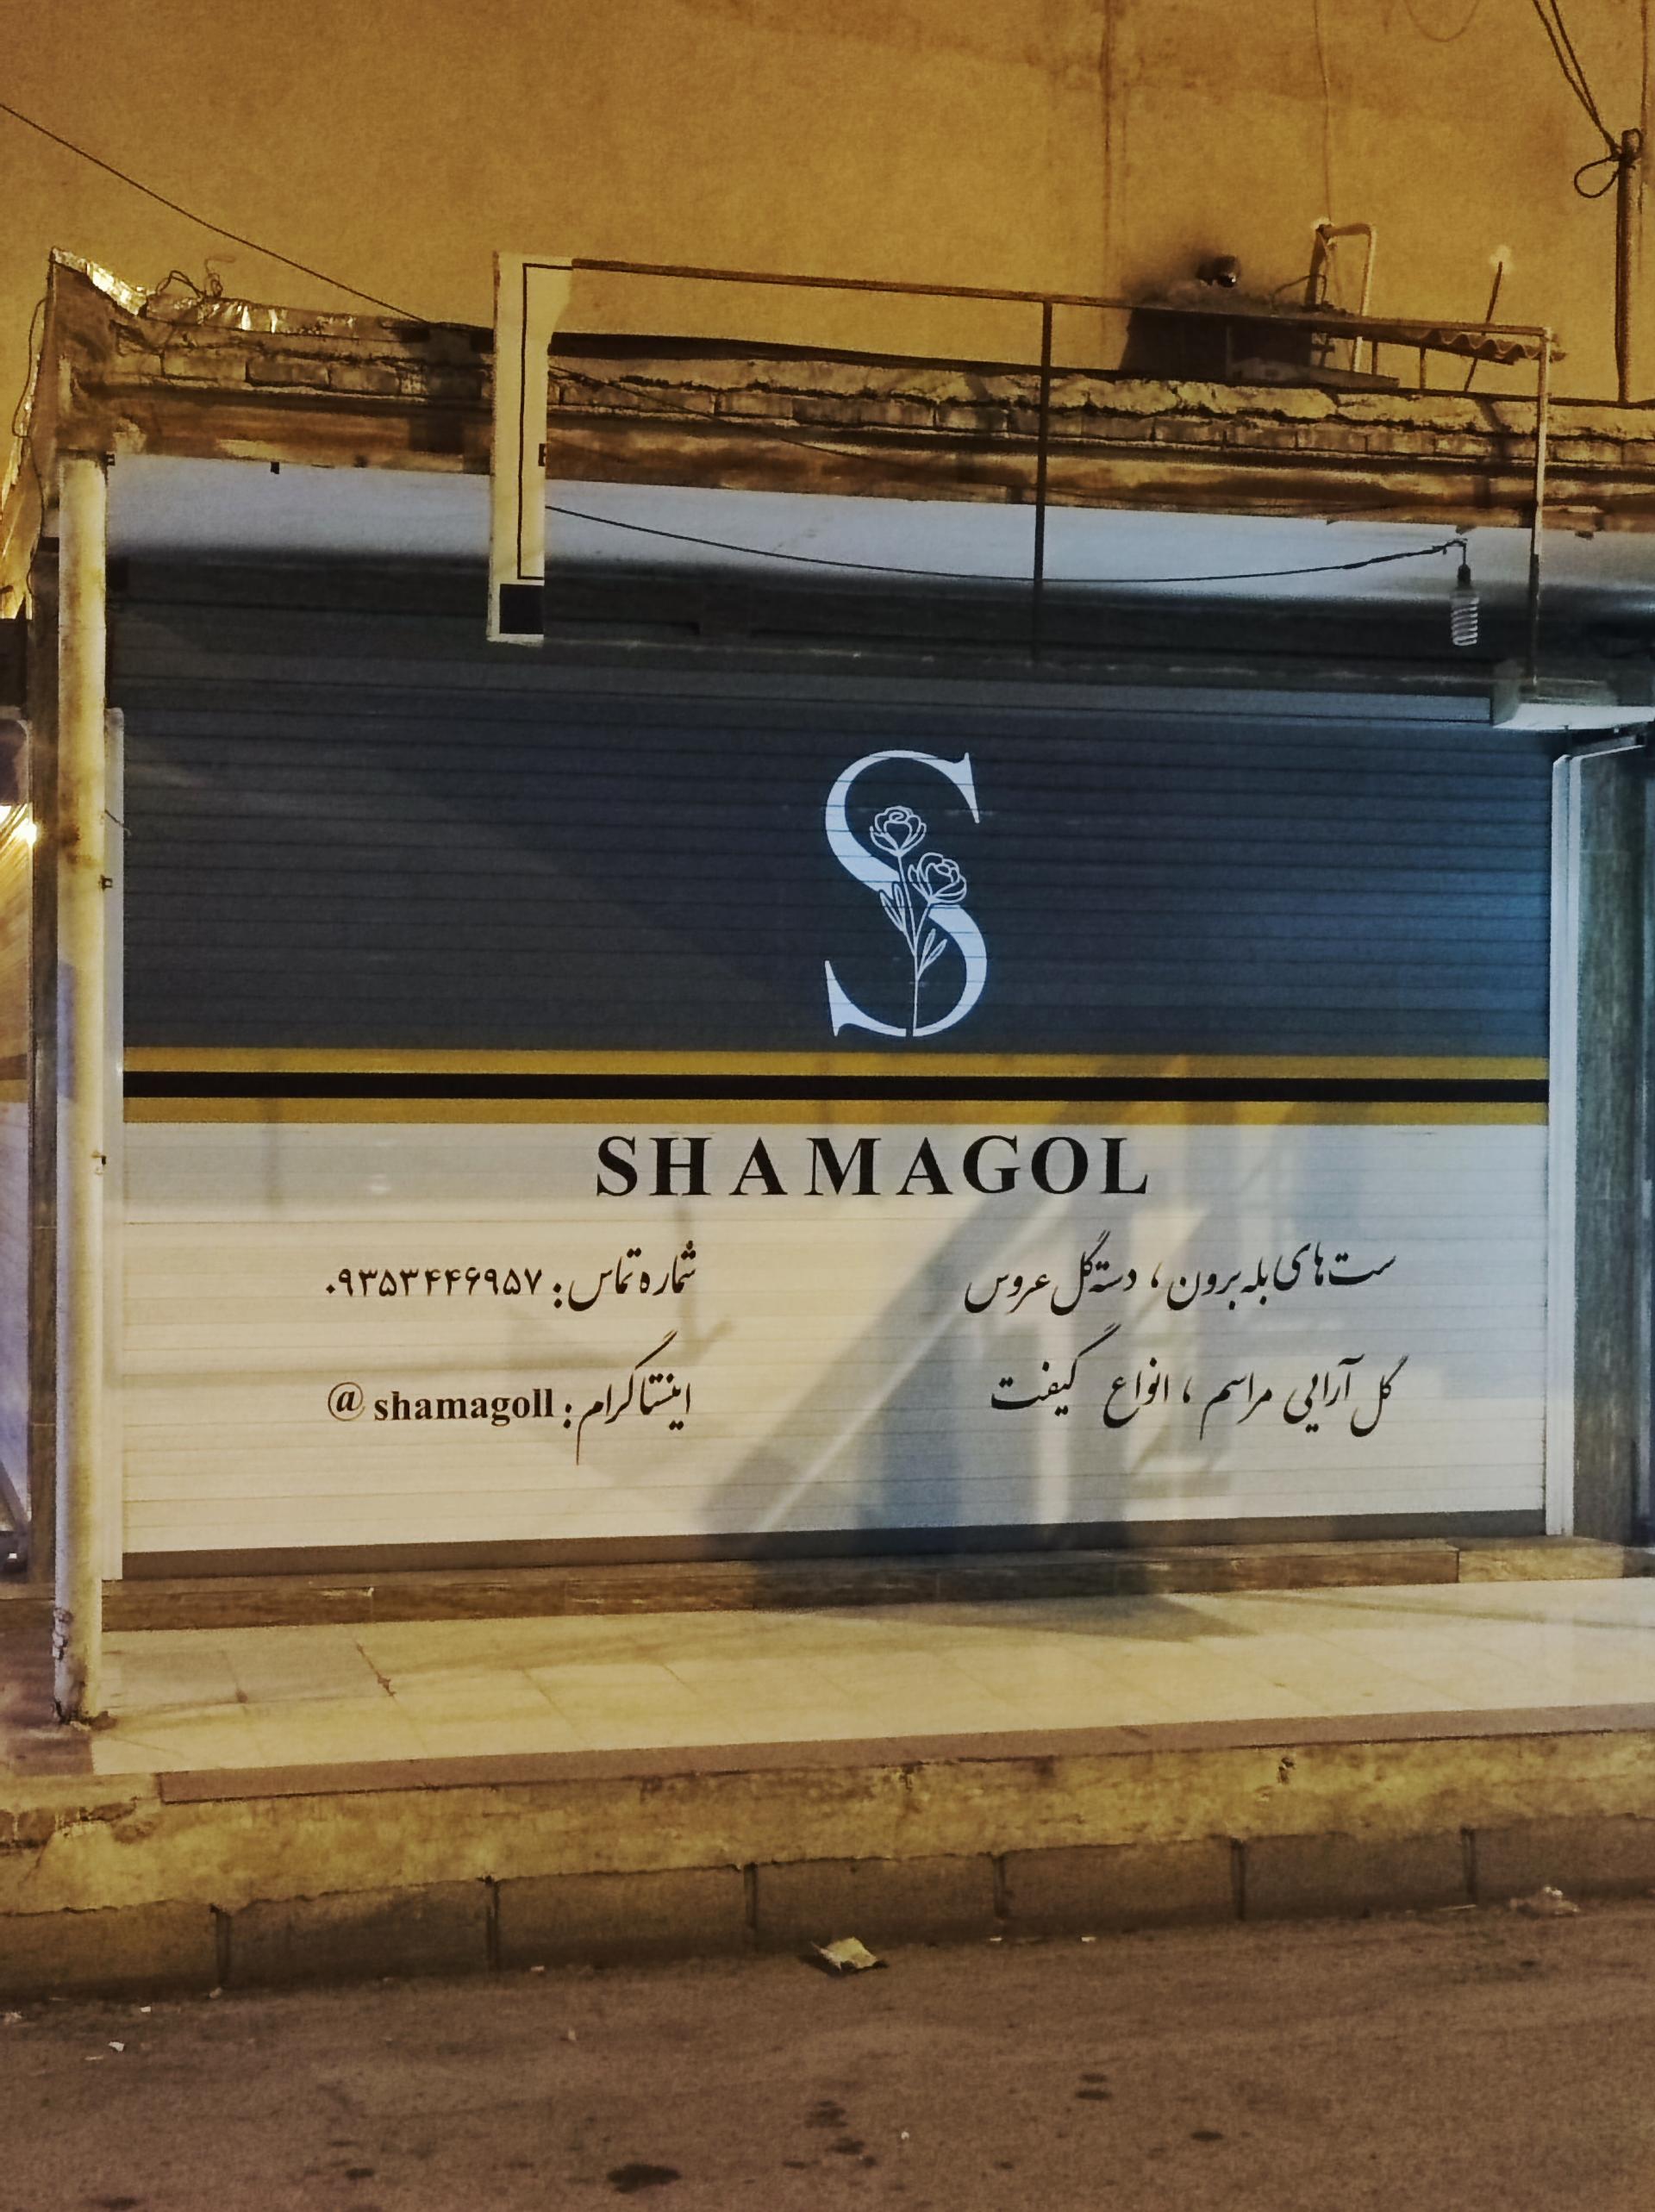 S
SHAMAGOL
ست‌های بله برون ، دسته گل عروس
گل آرایی مراسم ، انواع گیفت
شماره تماس : ۰۹۳۵۳۴۴۶۹۵۷
اینستاگرام : shamagoll@